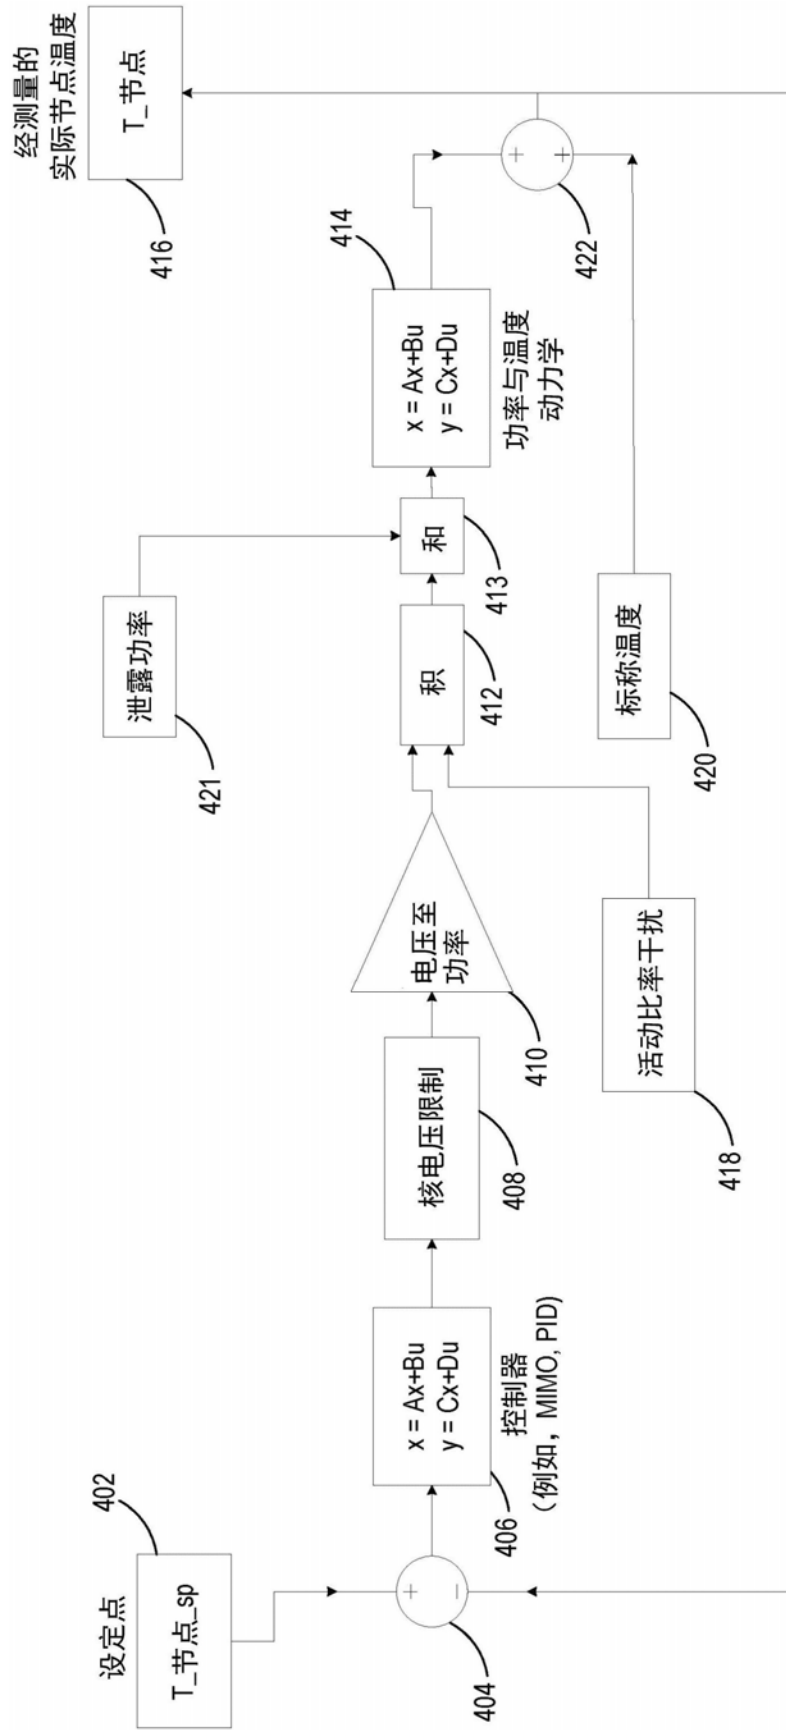 设定点
T_节点_sp
402
+
−
404
x = Ax+Bu
y = Cx+Du
406
控制器
（例如，MIMO, PID)
核电压限制
408
电压至
功率
410
泄露功率
421
积
412
和
413
活动比率干扰
418
x = Ax+Bu
y = Cx+Du
414
功率与温度
动力学
标称温度
420
+
+
422
经测量的
实际节点温度
T_节点
416